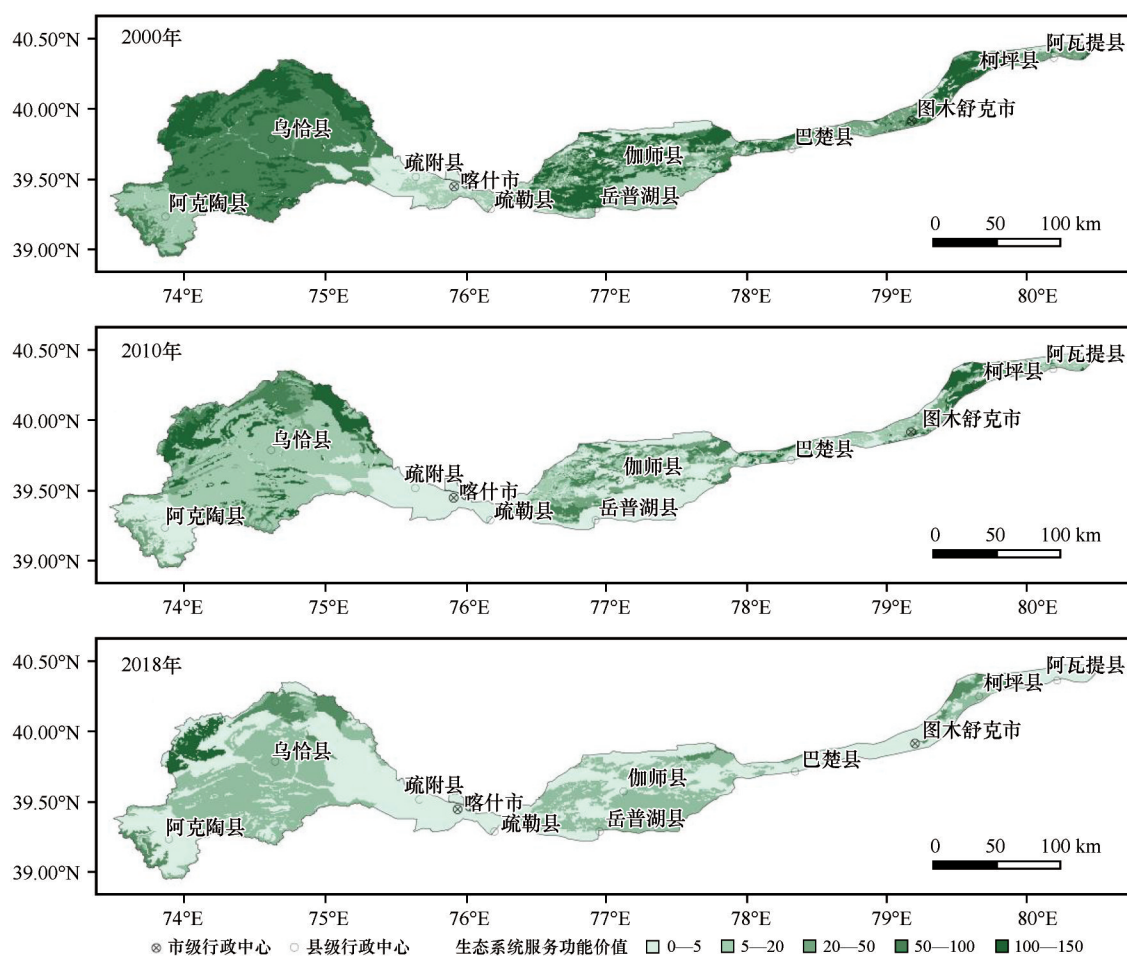 2000年
40.50°N
40.00°N
39.50°N
39.00°N
阿瓦提县
柯坪县
图木舒克市
巴楚县
乌恰县
伽师县
疏附县
喀什市
疏勒县
岳普湖县
阿克陶县
0 50 100 km
74°E 75°E 76°E 77°E 78°E 79°E 80°E
2010年
40.50°N
40.00°N
39.50°N
39.00°N
阿瓦提县
柯坪县
图木舒克市
巴楚县
乌恰县
伽师县
疏附县
喀什市
疏勒县
岳普湖县
阿克陶县
0 50 100 km
74°E 75°E 76°E 77°E 78°E 79°E 80°E
2018年
40.50°N
40.00°N
39.50°N
39.00°N
阿瓦提县
柯坪县
图木舒克市
巴楚县
乌恰县
伽师县
疏附县
喀什市
疏勒县
岳普湖县
阿克陶县
0 50 100 km
74°E 75°E 76°E 77°E 78°E 79°E 80°E
市级行政中心 县级行政中心 生态系统服务功能价值 0—5 5—20 20—50 50—100 100—150